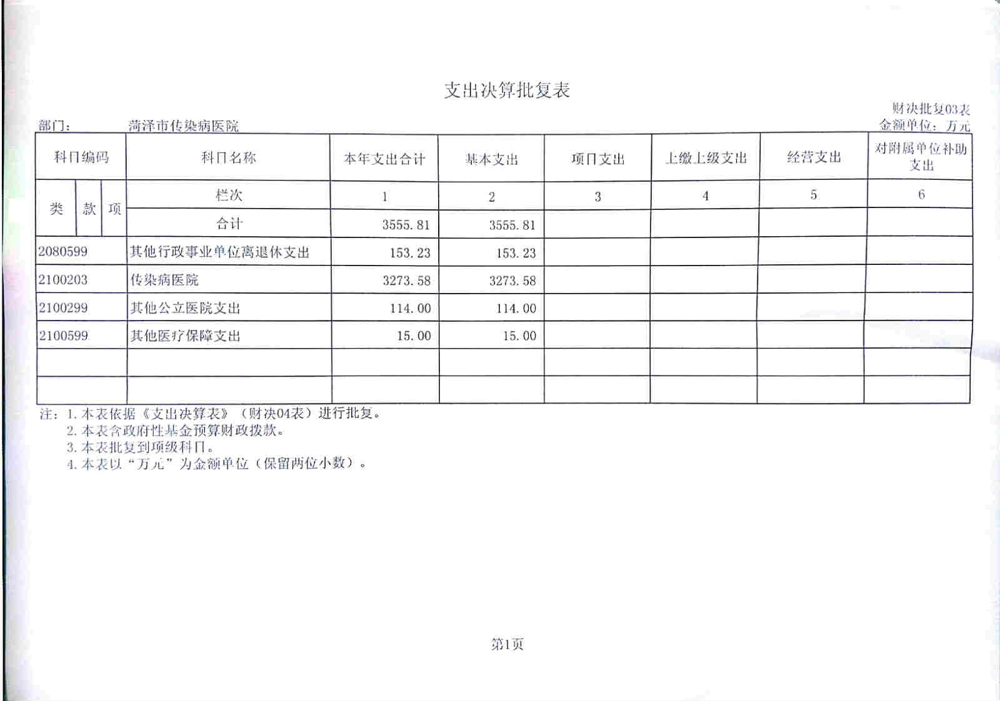 支出决算批复表
财决批复03表
部门： 菏泽市传染病医院 金额单位：万元
科目编码 科目名称 本年支出合计 基本支出 项目支出 上缴上级支出 经营支出 对附属单位补助
支出
类 款 项 栏次 1 2 3 4 5 6
合计 3555.81 3555.81
2080599 其他行政事业单位离退休支出 153.23 153.23
2100203 传染病医院 3273.58 3273.58
2100299 其他公立医院支出 114.00 114.00
2100599 其他医疗保障支出 15.00 15.00
注：1.本表依据《支出决算表》（财决04表）进行批复。
2.本表含政府性基金预算财政拨款。
3.本表批复到项级科目。
4.本表以“万元”为金额单位（保留两位小数）。
第1页